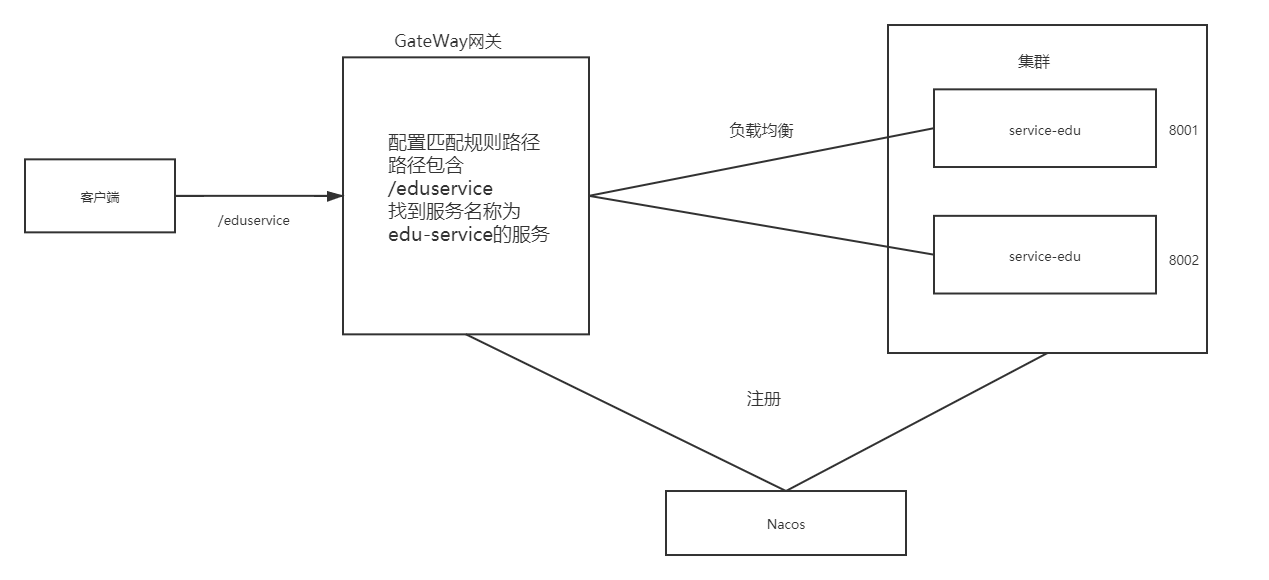 GateWay网关
集群
service-edu
8001
负载均衡
配置匹配规则路径
路径包含
/eduservice
找到服务名称为
edu-service的服务
客户端
/eduservice
service-edu
8002
注册
Nacos